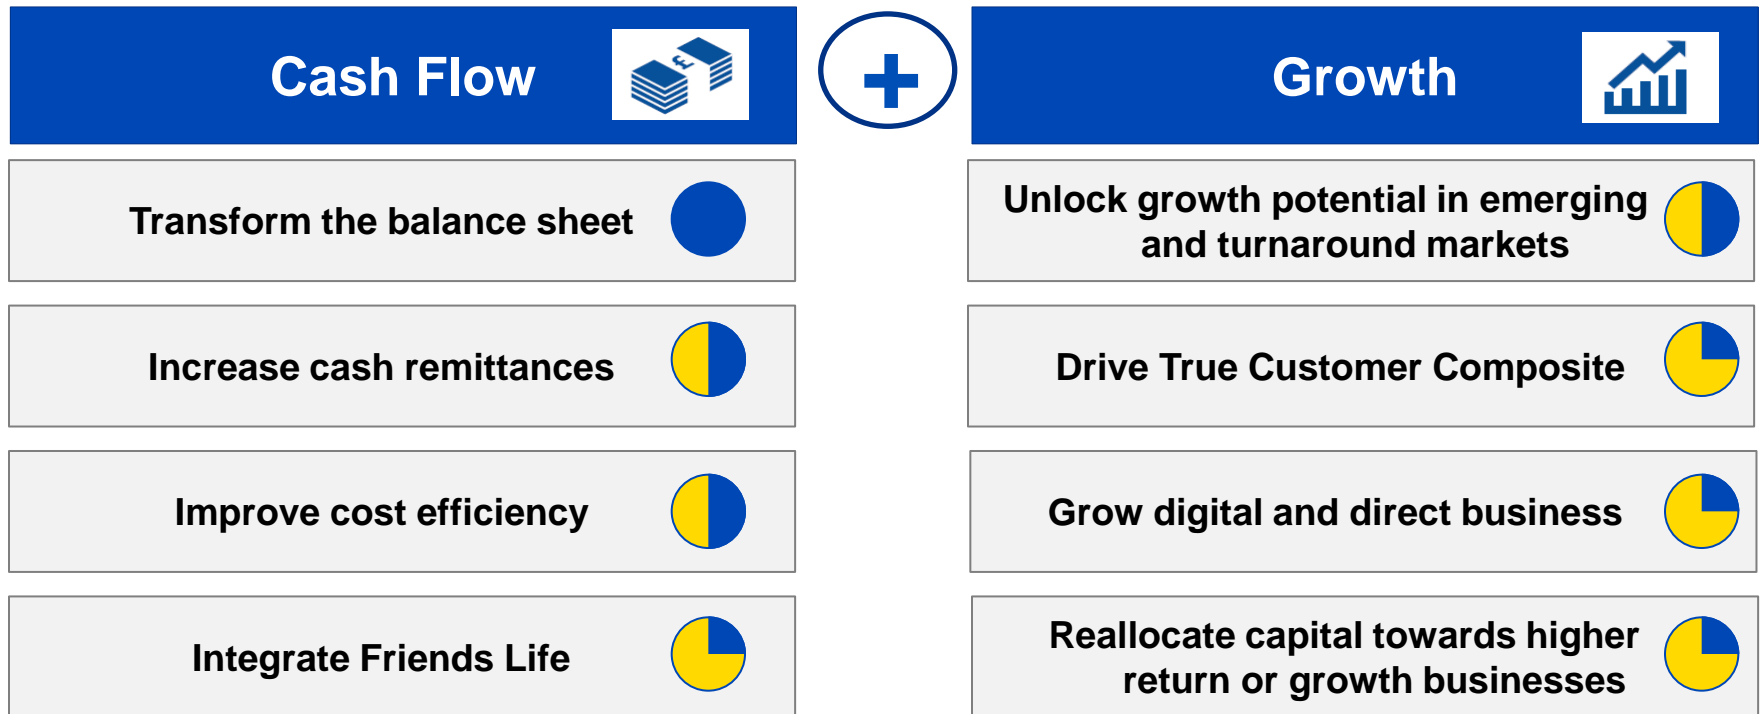 Cash Flow
£
+
Growth
Transform the balance sheet
Increase cash remittances
Improve cost efficiency
Integrate Friends Life
Unlock growth potential in emerging
and turnaround markets
Drive True Customer Composite
Grow digital and direct business
Reallocate capital towards higher
return or growth businesses